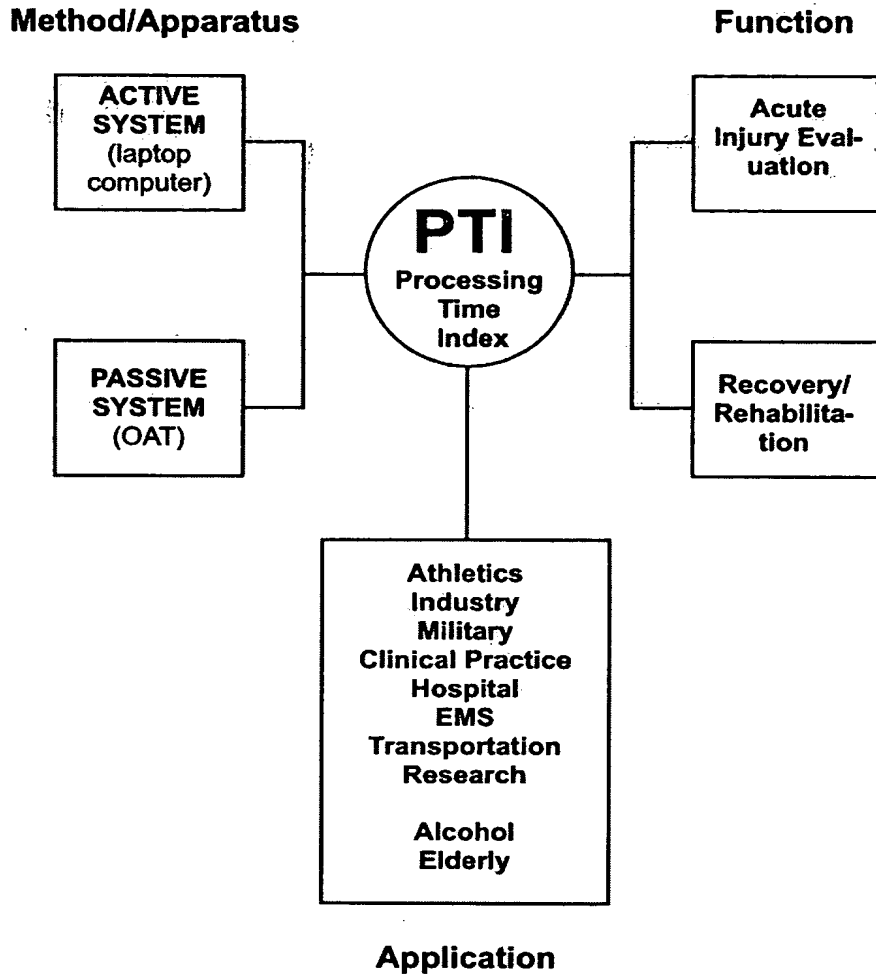 Method/Apparatus
Function
ACTIVE
SYSTEM
(laptop
computer)
Acute
Injury Eval-
uation
PTI
Processing
Time
Index
PASSIVE
SYSTEM
(OAT)
Recovery/
Rehabilita-
tion
Athletics
Industry
Military
Clinical Practice
Hospital
EMS
Transportation
Research
Alcohol
Elderly
Application